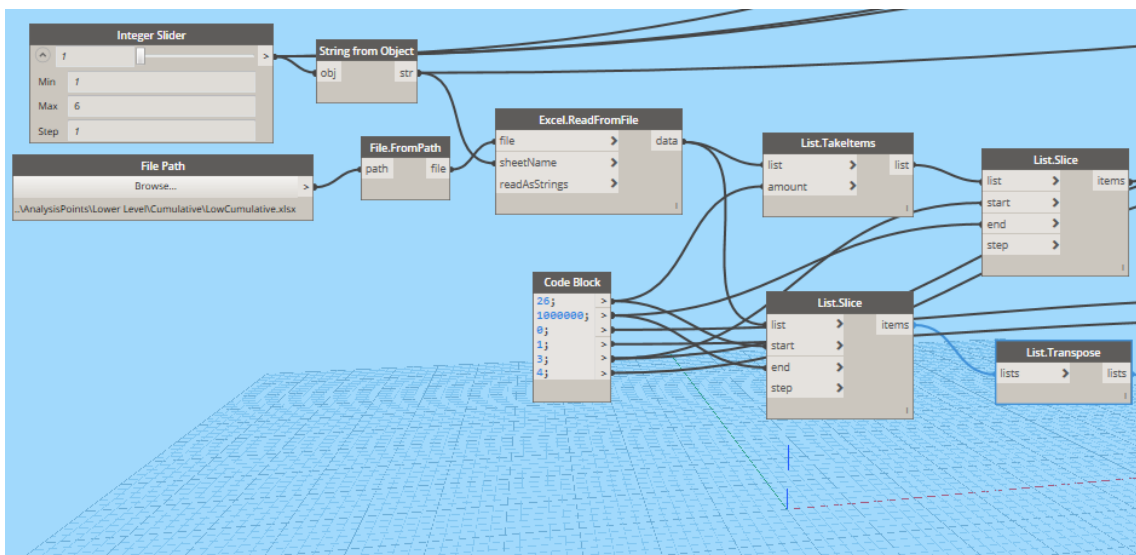 Integer Slider
1 >
Min 1
Max 6
Step 1
String from Object
obj str
File Path
Browse... >
..\AnalysisPoints\Lower Level\Cumulative\LowCumulative.xlsx
File.FromPath
path file
Excel.ReadFromFile
file > data
sheetName >
readAsStrings >
l
List.TakeItems
list > list
amount >
l
List.Slice
list > items
start >
end >
step >
l
Code Block
26; >
1000000; >
0; >
1; >
3; >
4; >
List.Slice
list > items
start >
end >
step >
l
List.Transpose
lists > lists
l